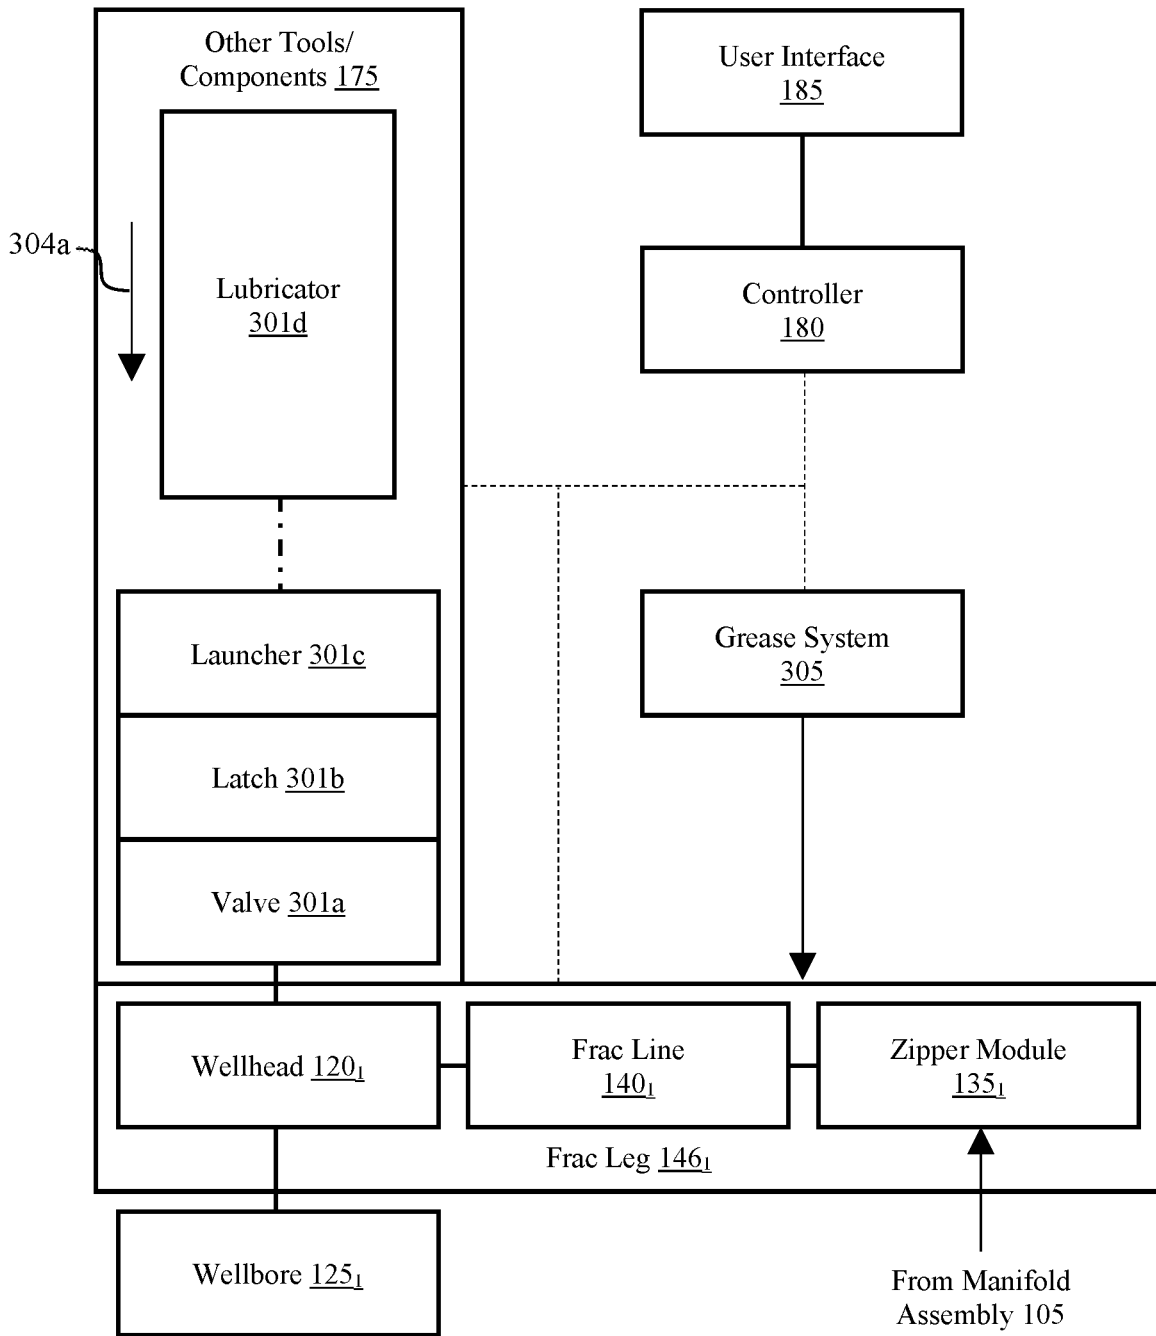 Other Tools/
Components 175
User Interface
185
304a
Lubricator
301d
Controller
180
Launcher 301c
Grease System
305
Latch 301b
Valve 301a
Wellhead 120₁
Frac Line
140₁
Zipper Module
135₁
Frac Leg 146₁
Wellbore 125₁
From Manifold
Assembly 105